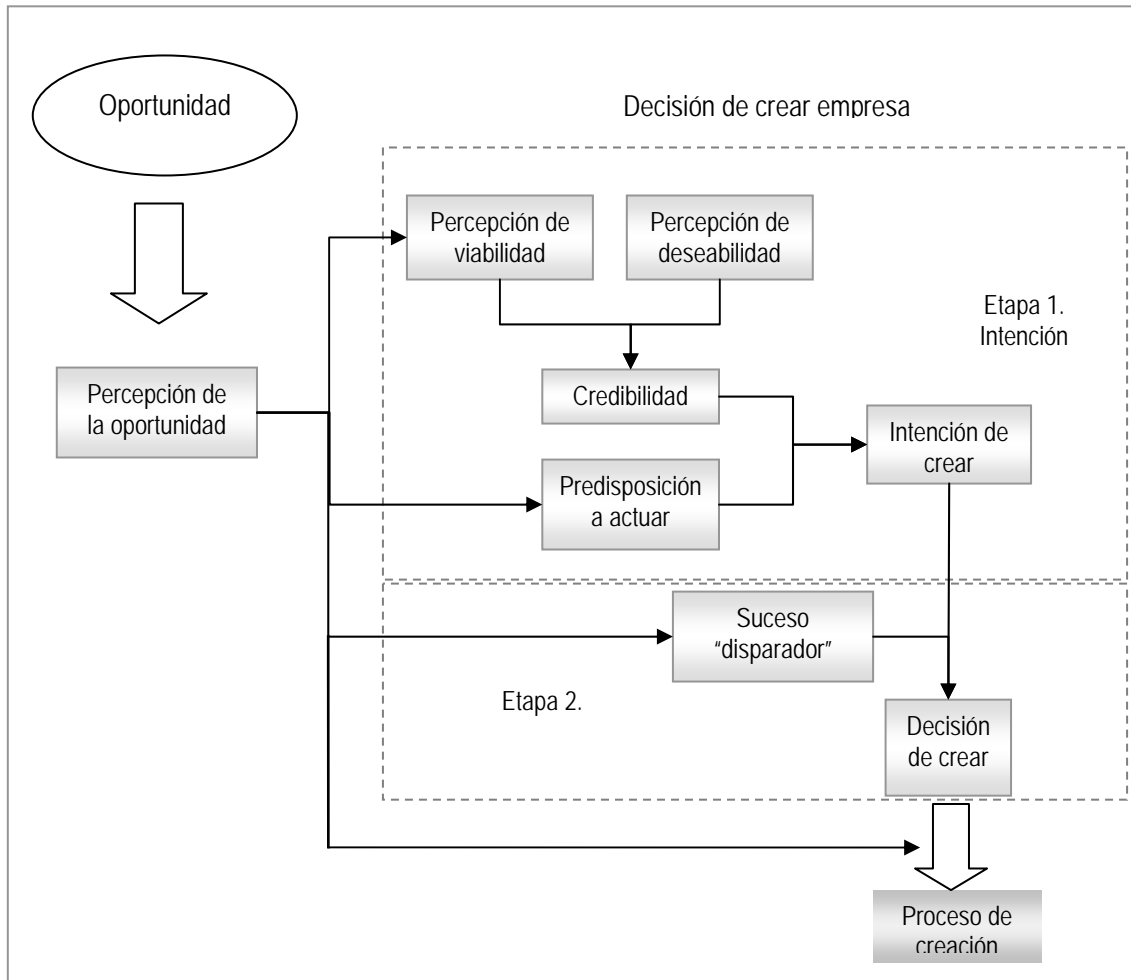 Oportunidad
Decisión de crear empresa
Percepción de
viabilidad
Percepción de
deseabilidad
Etapa 1.
Intención
Percepción de
la oportunidad
Credibilidad
Intención de
crear
Predisposición
a actuar
Suceso
“disparador”
Etapa 2.
Decisión
de crear
Proceso de
creación